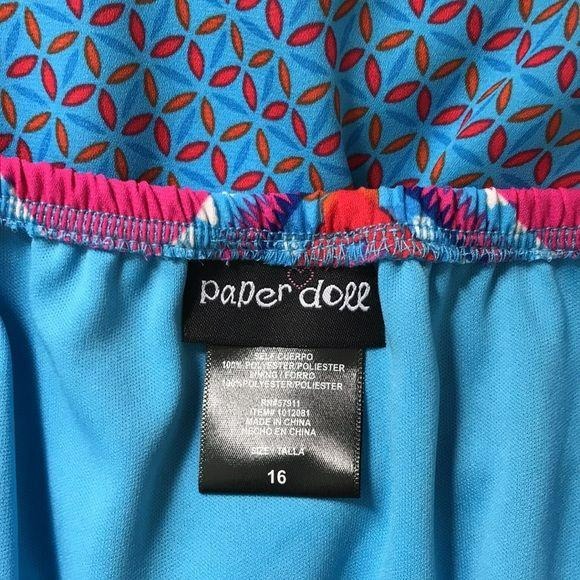 paper doll
SELF CUERPO
100% POLYESTER/POLIESTER
LINING / FORRO
100% POLYESTER/POLIESTER
RN#57911
ITEM# 1012081
MADE IN CHINA
HECHO EN CHINA
SIZE / TALLA
16